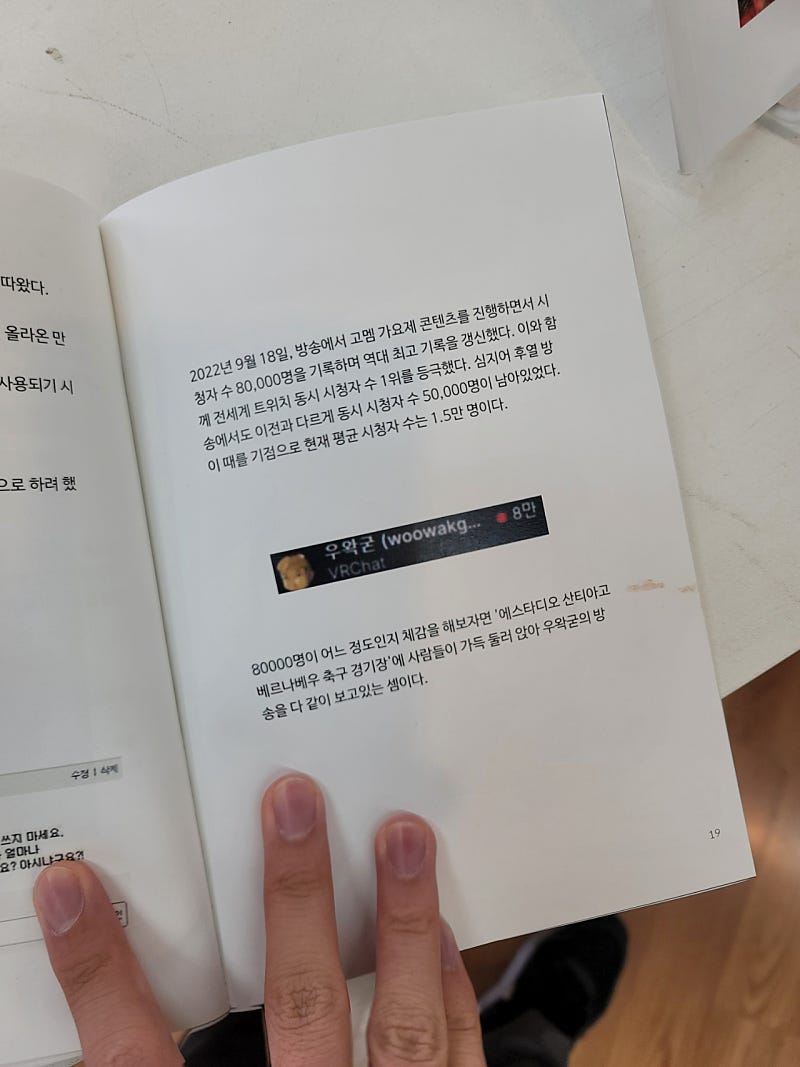 따왔다.
올라온 만
사용되기 시
으로 하려 했
수정 | 삭제
쓰지 마세요.
얼마나
요? 아시냐구요?!
2022년 9월 18일, 방송에서 고멤 가요제 콘텐츠를 진행하면서 시
청자 수 80,000명을 기록하며 역대 최고 기록을 갱신했다. 이와 함
께 전세계 트위치 동시 시청자 수 1위를 등극했다. 심지어 후열 방
송에서도 이전과 다르게 동시 시청자 수 50,000명이 남아있었다.
이 때를 기점으로 현재 평균 시청자 수는 1.5만 명이다.
우왁굳 (woowakg... 8만
VRChat
80000명이 어느 정도인지 체감을 해보자면 '에스타디오 산티아고
베르나베우 축구 경기장'에 사람들이 가득 둘러 앉아 우왁굳의 방
송을 다 같이 보고있는 셈이다.
19